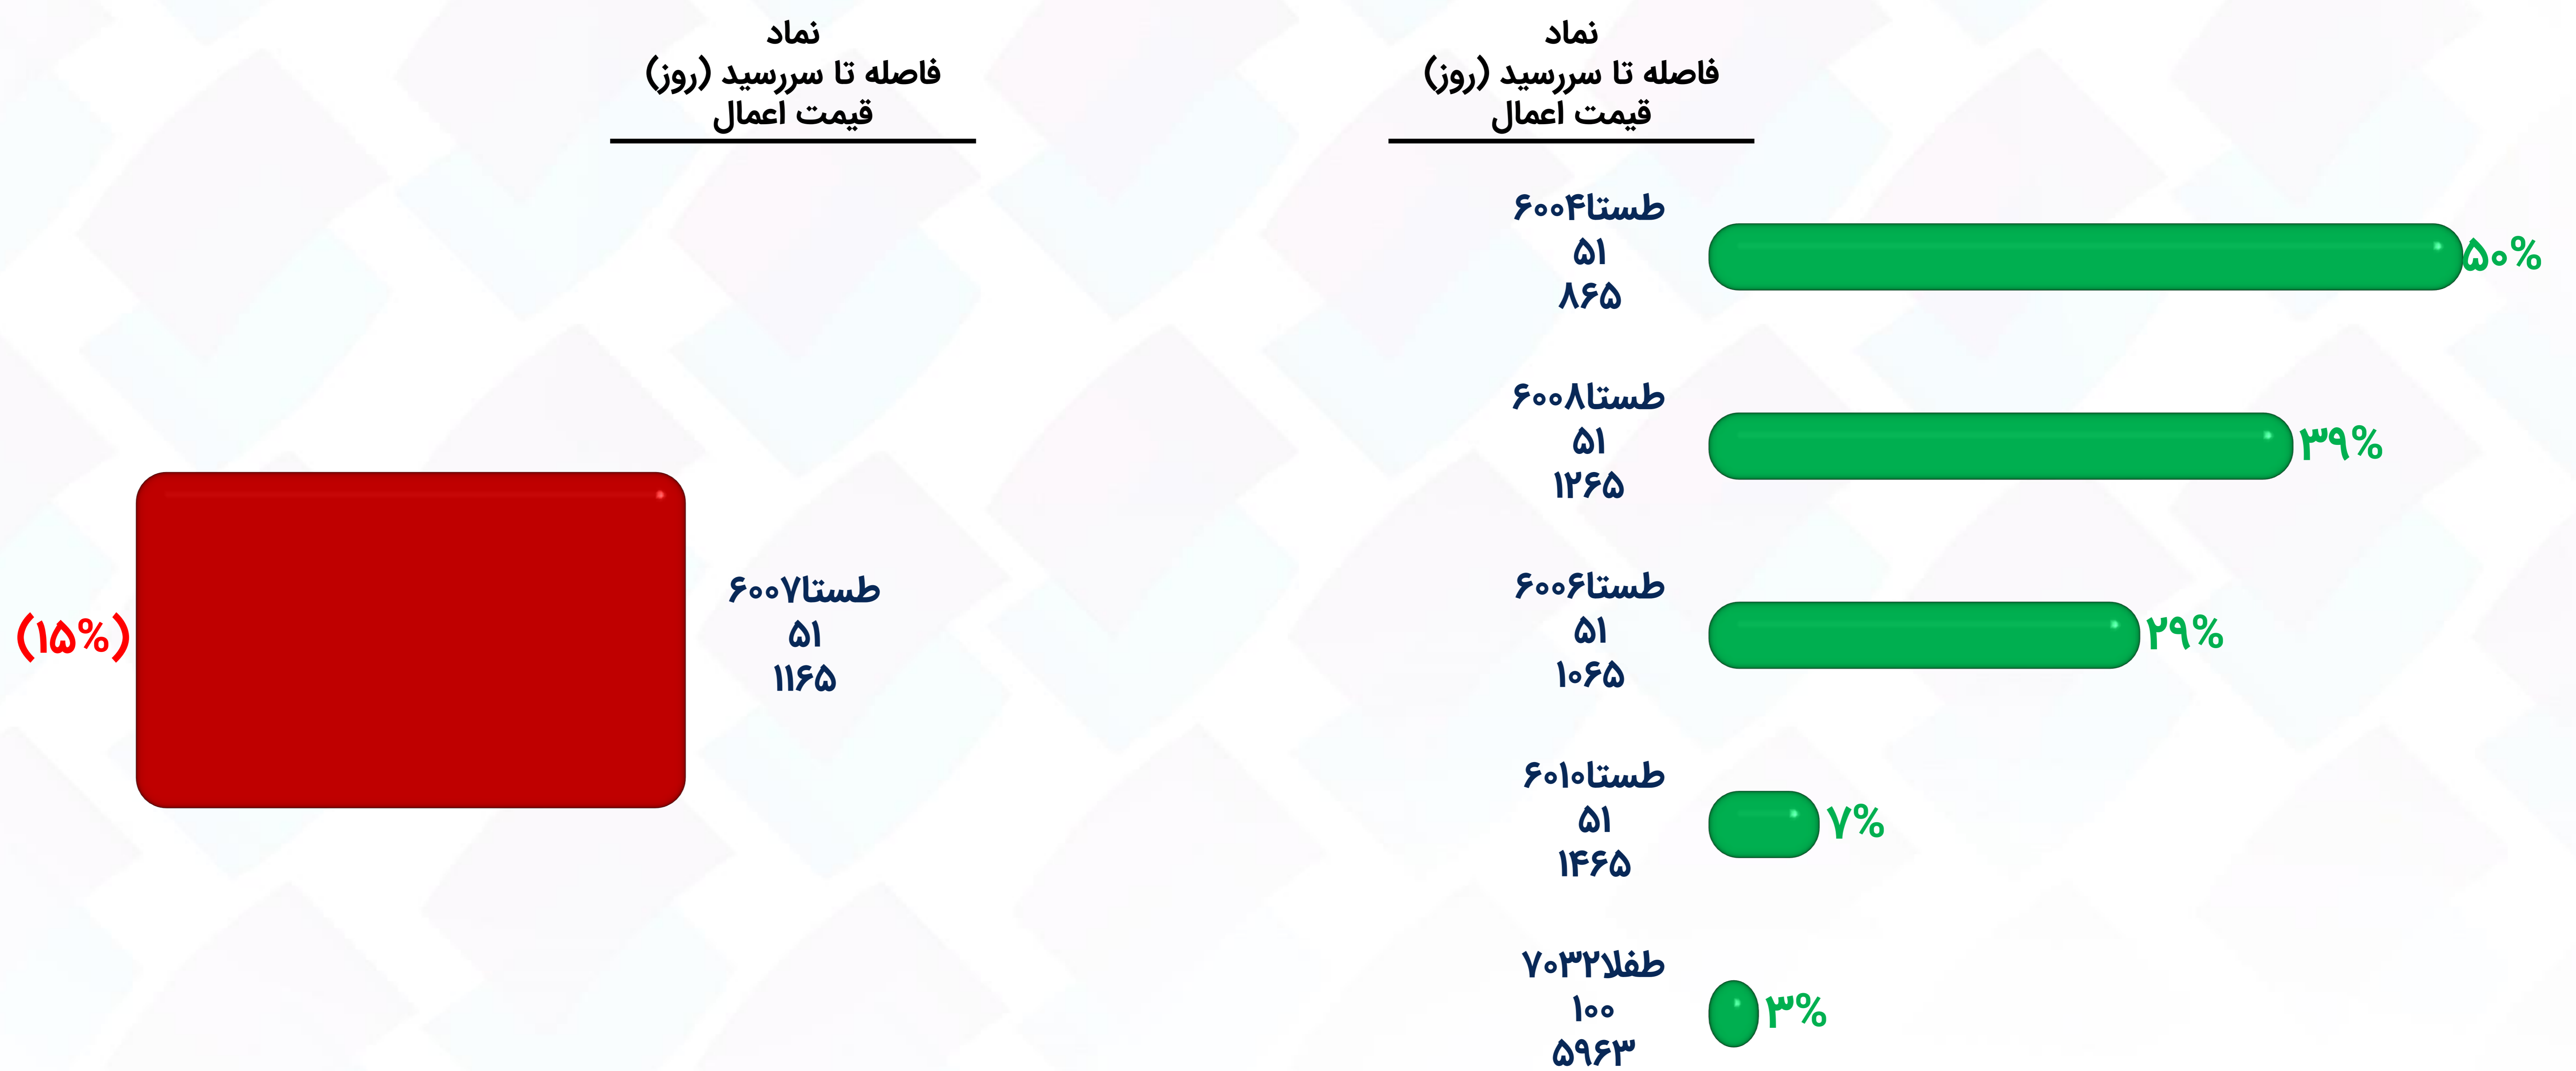 نماد
فاصله تا سررسید (روز)
قیمت اعمال
طستا۶۰۰۴
۵۱
۸۶۵
۵۰%
طستا۶۰۰۸
۵۱
۱۲۶۵
۳۹%
طستا۶۰۰۶
۵۱
۱۰۶۵
۲۹%
طستا۶۰۱۰
۵۱
۱۴۶۵
۷%
طفلا۷۰۳۲
۱۰۰
۵۹۶۳
۳%
نماد
فاصله تا سررسید (روز)
قیمت اعمال
طستا۶۰۰۷
۵۱
۱۱۶۵
(۱۵%)